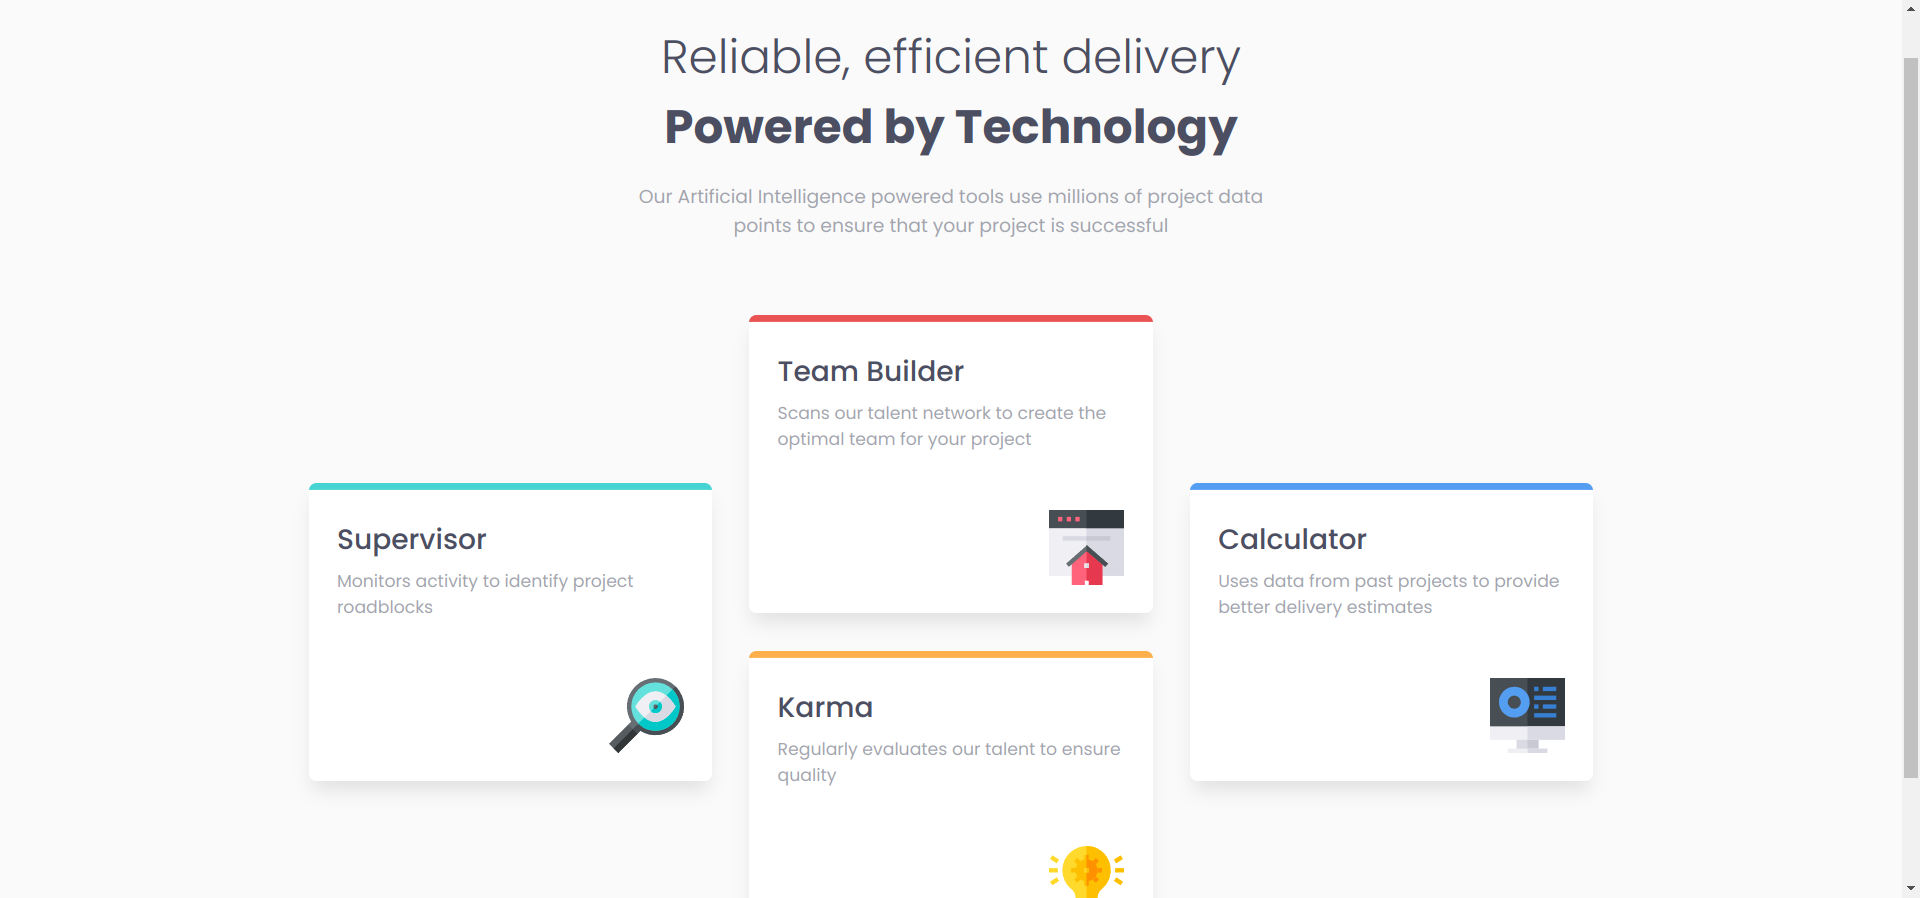 Reliable, efficient delivery
Powered by Technology
Our Artificial Intelligence powered tools use millions of project data
points to ensure that your project is successful
Team Builder
Scans our talent network to create the
optimal team for your project
Supervisor
Monitors activity to identify project
roadblocks
Calculator
Uses data from past projects to provide
better delivery estimates
Karma
Regularly evaluates our talent to ensure
quality